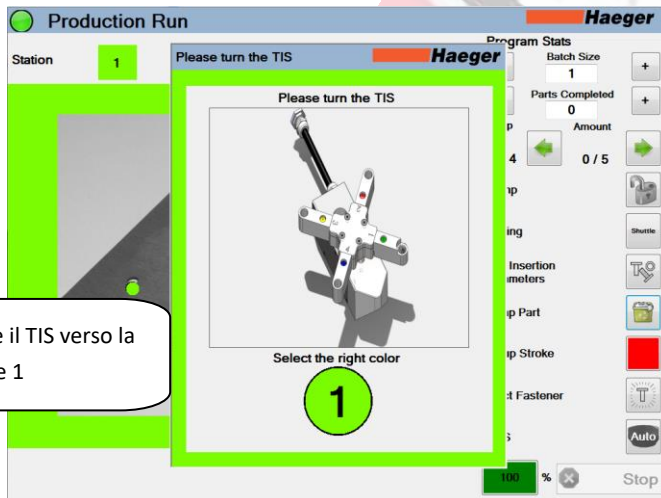 Production Run
Haeger
Program Stats
Station
1
Please turn the TIS
Haeger
Batch Size
1
+
Please turn the TIS
Parts Completed
0
+
Amount
4
0 / 5
Shuttle
Insertion
Part
Stroke
Fastener
il TIS verso la
1
Select the right color
1
Auto
100
%
Stop